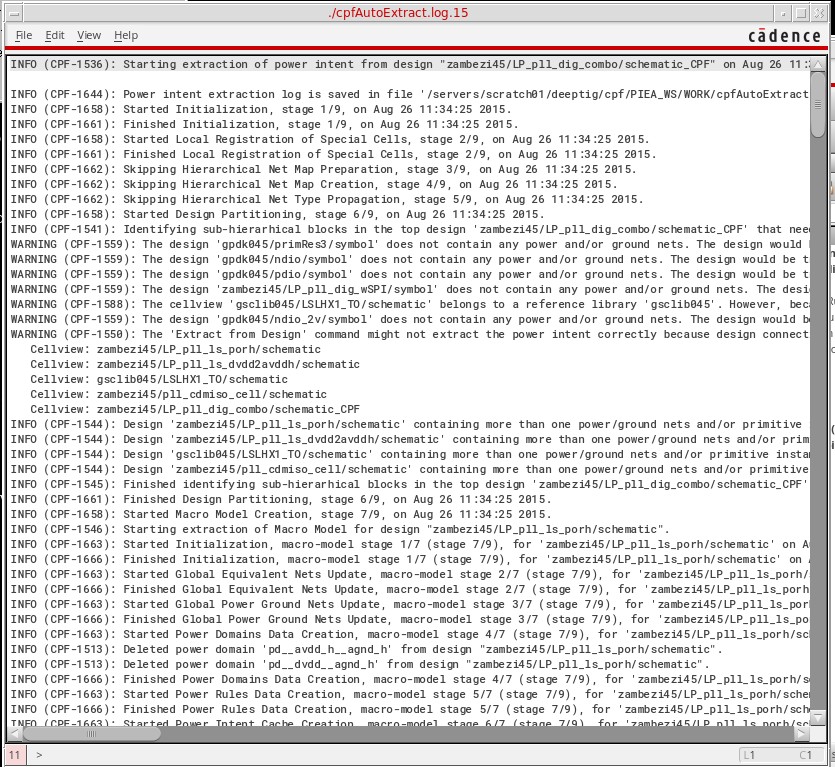 ./cpfAutoExtract.log.15
File Edit View Help
cādence
INFO (CPF-1536): Starting extraction of power intent from design "zambezi45/LP_pll_dig_combo/schematic_CPF" on Aug 26 11:
INFO (CPF-1644): Power intent extraction log is saved in file '/servers/scratch01/deeptig/cpf/PIEA_WS/WORK/cpfAutoExtract
INFO (CPF-1658): Started Initialization, stage 1/9, on Aug 26 11:34:25 2015.
INFO (CPF-1661): Finished Initialization, stage 1/9, on Aug 26 11:34:25 2015.
INFO (CPF-1658): Started Local Registration of Special Cells, stage 2/9, on Aug 26 11:34:25 2015.
INFO (CPF-1661): Finished Local Registration of Special Cells, stage 2/9, on Aug 26 11:34:25 2015.
INFO (CPF-1662): Skipping Hierarchical Net Map Preparation, stage 3/9, on Aug 26 11:34:25 2015.
INFO (CPF-1662): Skipping Hierarchical Net Map Creation, stage 4/9, on Aug 26 11:34:25 2015.
INFO (CPF-1662): Skipping Hierarchical Net Type Propagation, stage 5/9, on Aug 26 11:34:25 2015.
INFO (CPF-1658): Started Design Partitioning, stage 6/9, on Aug 26 11:34:25 2015.
INFO (CPF-1541): Identifying sub-hierarhical blocks in the top design 'zambezi45/LP_pll_dig_combo/schematic_CPF' that nee
WARNING (CPF-1559): The design 'gpdk045/primRes3/symbol' does not contain any power and/or ground nets. The design would
WARNING (CPF-1559): The design 'gpdk045/ndio/symbol' does not contain any power and/or ground nets. The design would be t
WARNING (CPF-1559): The design 'gpdk045/pdio/symbol' does not contain any power and/or ground nets. The design would be t
WARNING (CPF-1559): The design 'zambezi45/LP_pll_dig_wSPI/symbol' does not contain any power and/or ground nets. The desi
WARNING (CPF-1588): The cellview 'gsclib045/LSLHX1_TO/schematic' belongs to a reference library 'gsclib045'. However, beca
WARNING (CPF-1559): The design 'gpdk045/ndio_2v/symbol' does not contain any power and/or ground nets. The design would be
WARNING (CPF-1550): The 'Extract from Design' command might not extract the power intent correctly because design connect
Cellview: zambezi45/LP_pll_ls_porh/schematic
Cellview: zambezi45/LP_pll_ls_dvdd2avddh/schematic
Cellview: gsclib045/LSLHX1_TO/schematic
Cellview: zambezi45/pll_cdmiso_cell/schematic
Cellview: zambezi45/LP_pll_dig_combo/schematic_CPF
INFO (CPF-1544): Design 'zambezi45/LP_pll_ls_porh/schematic' containing more than one power/ground nets and/or primitive
INFO (CPF-1544): Design 'zambezi45/LP_pll_ls_dvdd2avddh/schematic' containing more than one power/ground nets and/or prim
INFO (CPF-1544): Design 'gsclib045/LSLHX1_TO/schematic' containing more than one power/ground nets and/or primitive insta
INFO (CPF-1544): Design 'zambezi45/pll_cdmiso_cell/schematic' containing more than one power/ground nets and/or primitive
INFO (CPF-1545): Finished identifying sub-hierarhical blocks in the top design 'zambezi45/LP_pll_dig_combo/schematic_CPF'
INFO (CPF-1661): Finished Design Partitioning, stage 6/9, on Aug 26 11:34:25 2015.
INFO (CPF-1658): Started Macro Model Creation, stage 7/9, on Aug 26 11:34:25 2015.
INFO (CPF-1546): Starting extraction of Macro Model for design "zambezi45/LP_pll_ls_porh/schematic".
INFO (CPF-1663): Started Initialization, macro-model stage 1/7 (stage 7/9), for 'zambezi45/LP_pll_ls_porh/schematic' on A
INFO (CPF-1666): Finished Initialization, macro-model stage 1/7 (stage 7/9), for 'zambezi45/LP_pll_ls_porh/schematic' on
INFO (CPF-1663): Started Global Equivalent Nets Update, macro-model stage 2/7 (stage 7/9), for 'zambezi45/LP_pll_ls_porh/s
INFO (CPF-1666): Finished Global Equivalent Nets Update, macro-model stage 2/7 (stage 7/9), for 'zambezi45/LP_pll_ls_porh/
INFO (CPF-1663): Started Global Power Ground Nets Update, macro-model stage 3/7 (stage 7/9), for 'zambezi45/LP_pll_ls_porh
INFO (CPF-1666): Finished Global Power Ground Nets Update, macro-model stage 3/7 (stage 7/9), for 'zambezi45/LP_pll_ls_por
INFO (CPF-1663): Started Power Domains Data Creation, macro-model stage 4/7 (stage 7/9), for 'zambezi45/LP_pll_ls_porh/sc
INFO (CPF-1513): Deleted power domain 'pd__avdd_h__agnd_h' from design "zambezi45/LP_pll_ls_porh/schematic".
INFO (CPF-1513): Deleted power domain 'pd__dvdd__agnd_h' from design "zambezi45/LP_pll_ls_porh/schematic".
INFO (CPF-1666): Finished Power Domains Data Creation, macro-model stage 4/7 (stage 7/9), for 'zambezi45/LP_pll_ls_porh/s
INFO (CPF-1663): Started Power Rules Data Creation, macro-model stage 5/7 (stage 7/9), for 'zambezi45/LP_pll_ls_porh/sche
INFO (CPF-1666): Finished Power Rules Data Creation, macro-model stage 5/7 (stage 7/9), for 'zambezi45/LP_pll_ls_porh/sch
INFO (CPF-1663): Started Power Intent Cache Creation, macro-model stage 6/7 (stage 7/9), for 'zambezi45/LP_pll_ls_porh/sc
11 > L1 C1